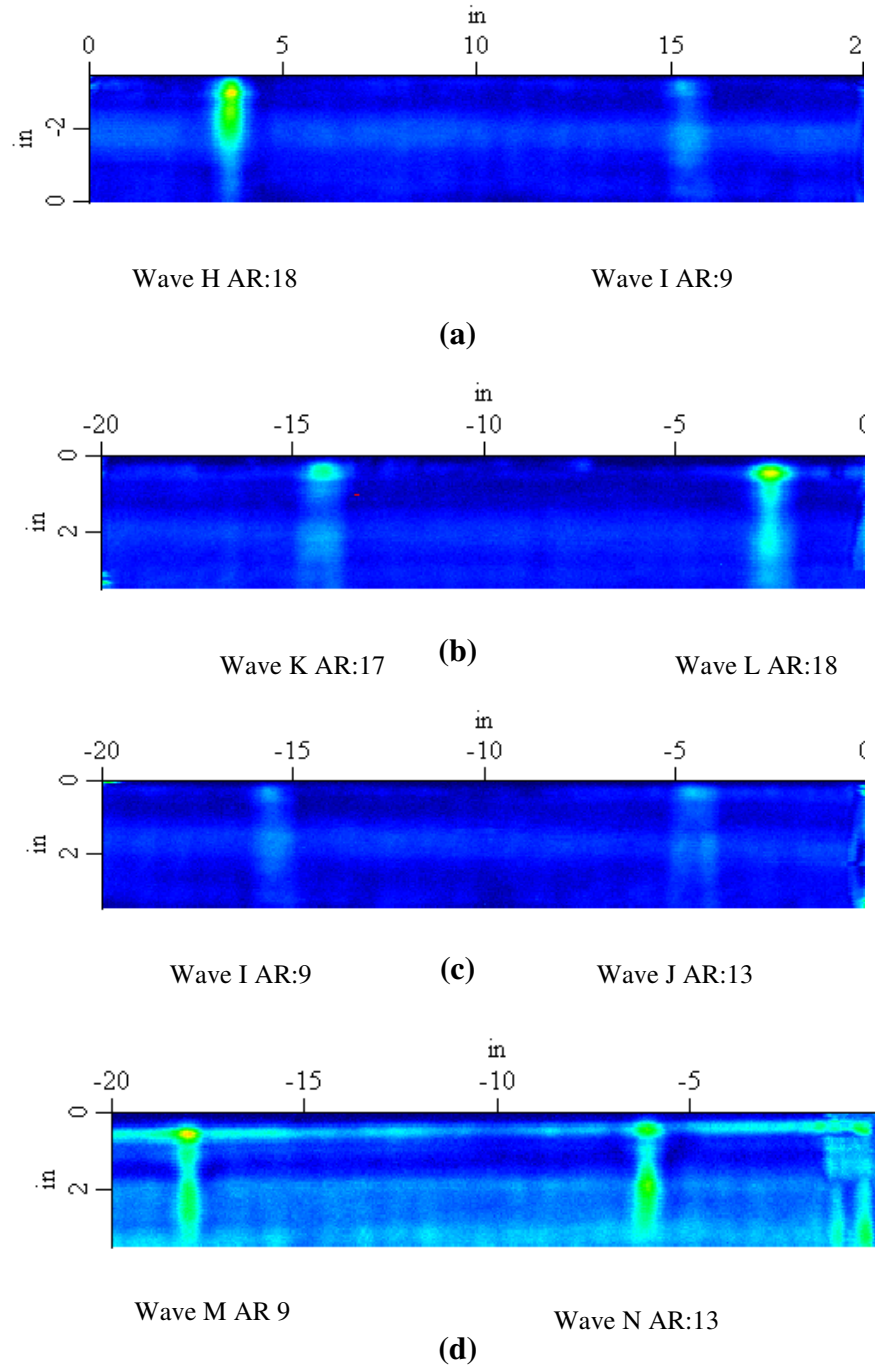 in
0 5 10 15 2
in
-2
0
Wave H AR:18 Wave I AR:9
(a)
in
-20 -15 -10 -5 0
0
in
2
Wave K AR:17 (b) Wave L AR:18
in
-20 -15 -10 -5 0
0
in
2
Wave I AR:9 (c) Wave J AR:13
in
-20 -15 -10 -5
0
in
2
Wave M AR 9 Wave N AR:13
(d)